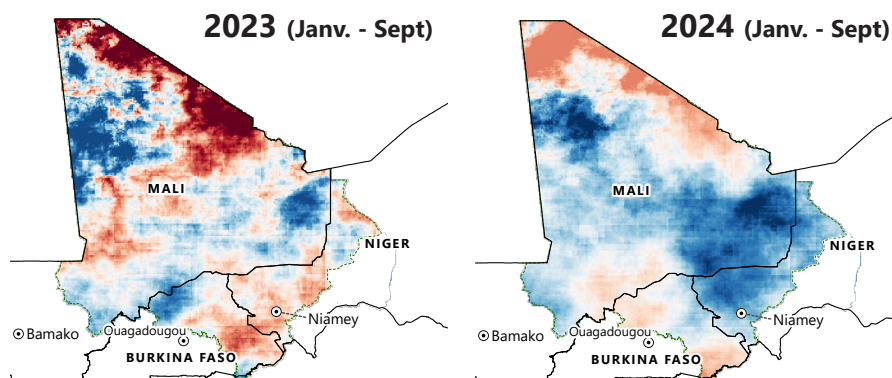 2023 (Janv. - Sept)
MALI
NIGER
Niamey
Bamako
Ouagadougou
BURKINA FASO
2024 (Janv. - Sept)
MALI
NIGER
Niamey
Bamako
Ouagadougou
BURKINA FASO